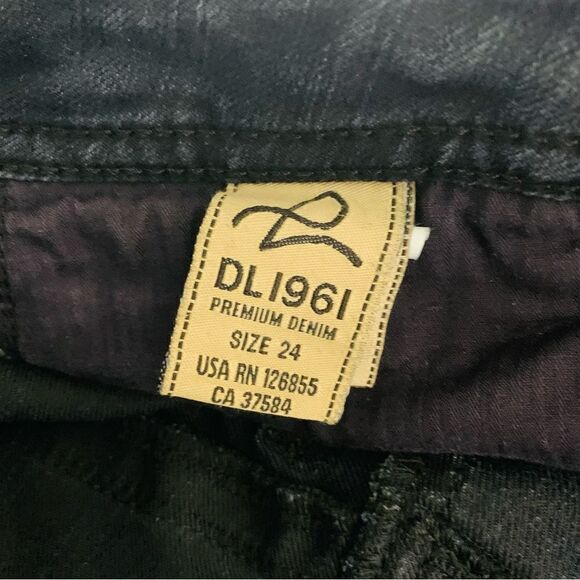 DL1961
PREMIUM DENIM
SIZE 24
USA RN 126855
CA 37584